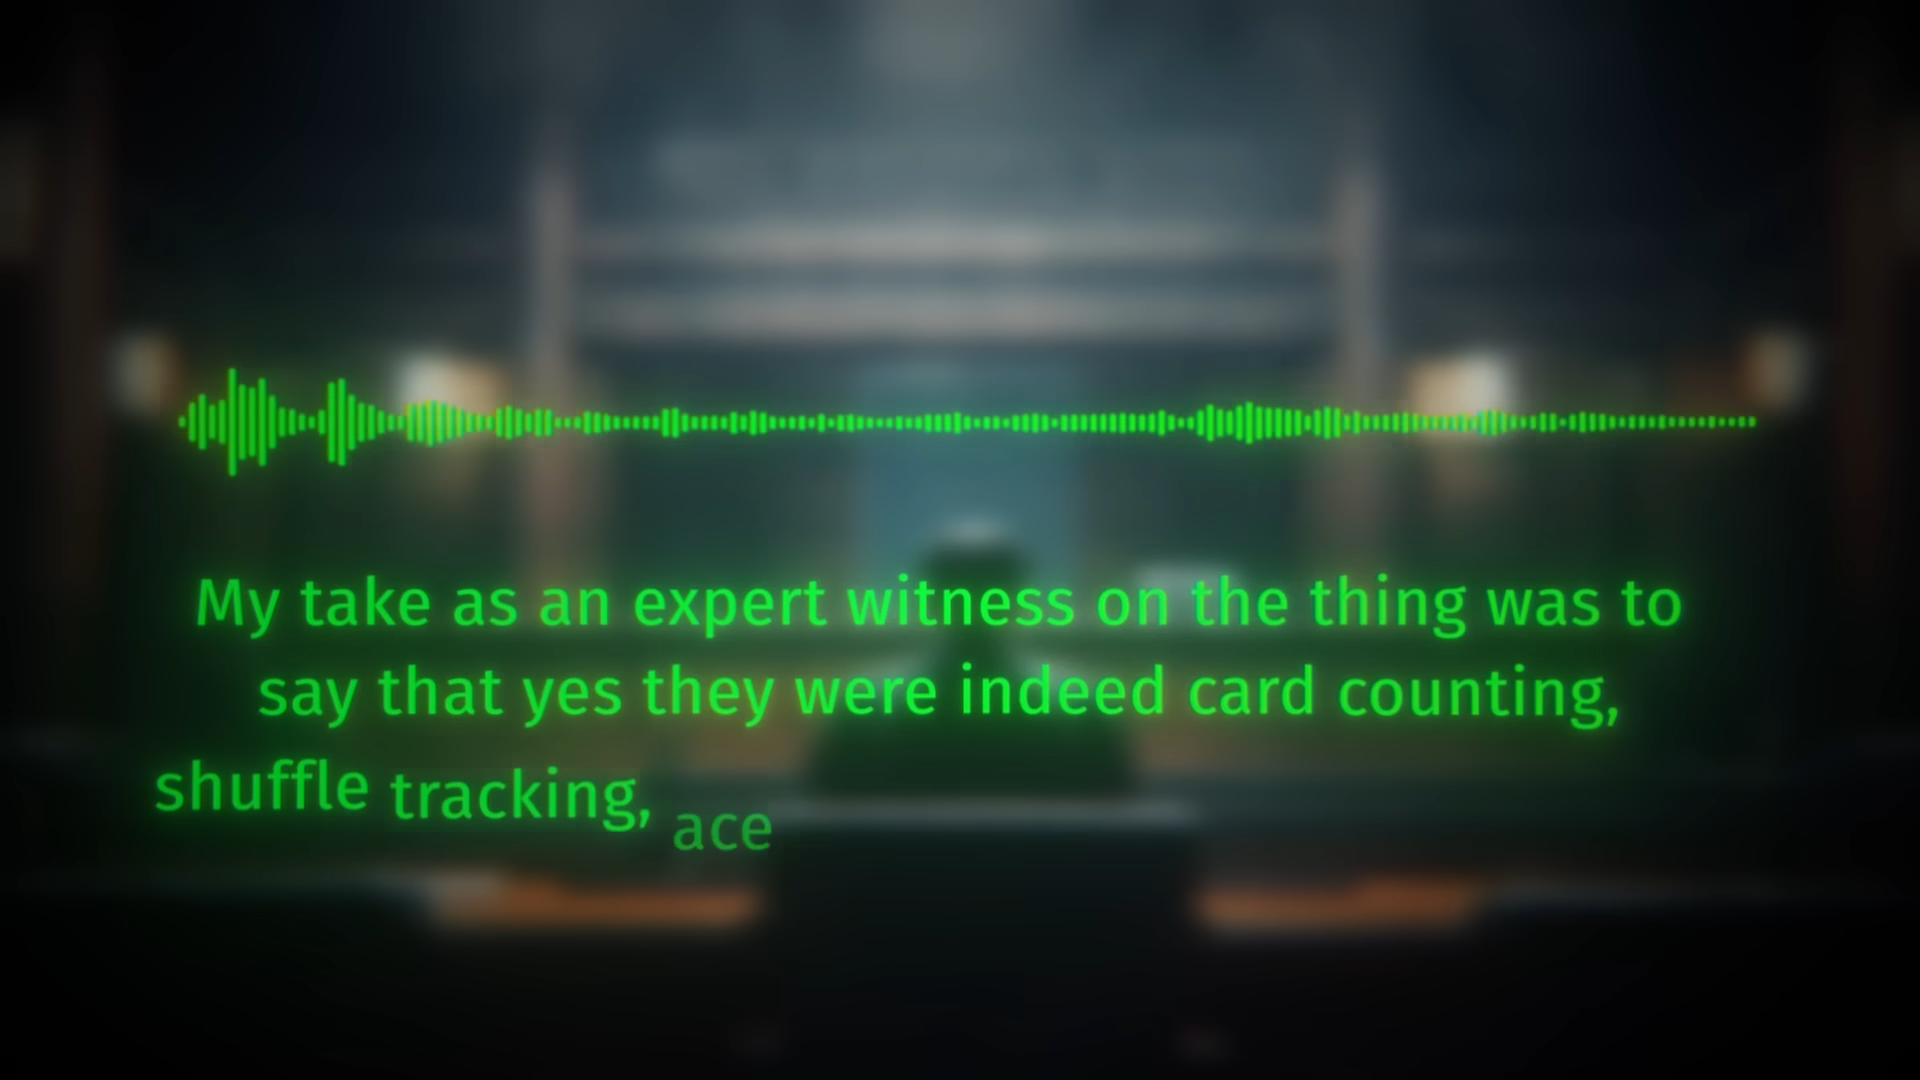 My take as an expert witness on the thing was to
say that yes they were indeed card counting,
shuffle tracking, ace